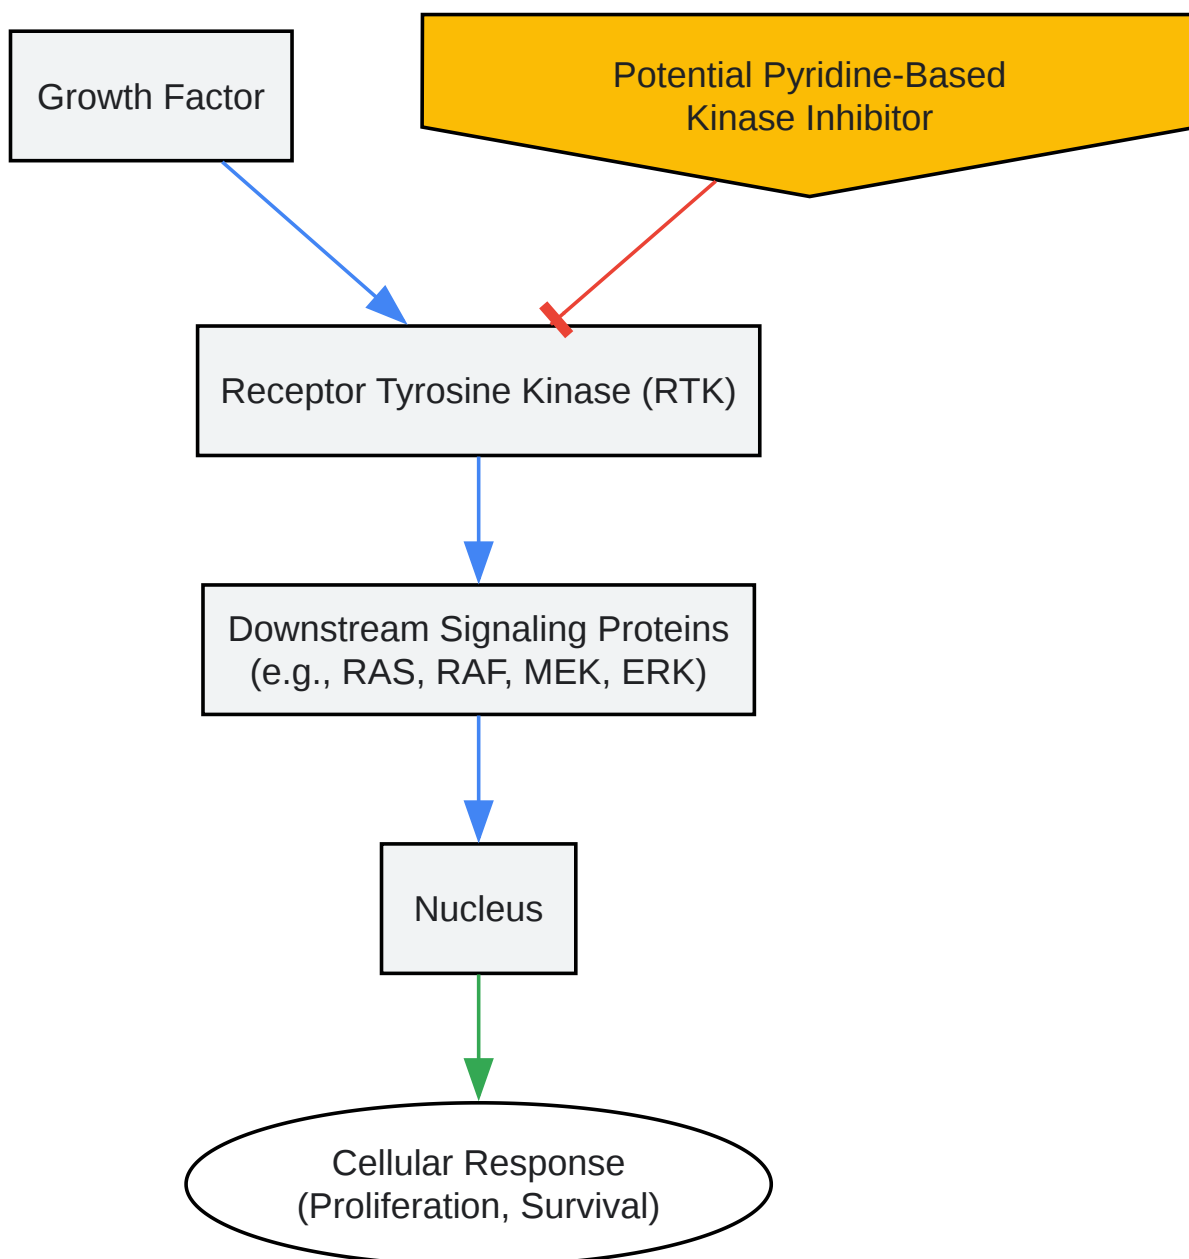 Growth Factor
Potential Pyridine-Based
Kinase Inhibitor
Receptor Tyrosine Kinase (RTK)
Downstream Signaling Proteins
(e.g., RAS, RAF, MEK, ERK)
Nucleus
Cellular Response
(Proliferation, Survival)